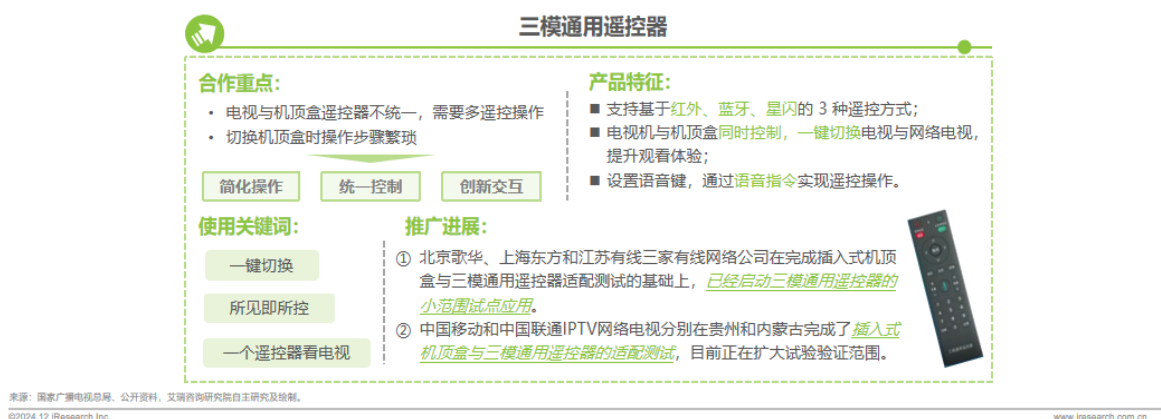 三模通用遥控器
合作重点：
• 电视与机顶盒遥控器不统一，需要多遥控操作
• 切换机顶盒时操作步骤繁琐
简化操作
统一控制
创新交互
产品特征：
■ 支持基于红外、蓝牙、星闪的 3 种遥控方式；
■ 电视机与机顶盒同时控制，一键切换电视与网络电视，
提升观看体验；
■ 设置语音键，通过语音指令实现遥控操作。
使用关键词：
一键切换
所见即所控
一个遥控器看电视
推广进展：
① 北京歌华、上海东方和江苏有线三家有线网络公司在完成插入式机顶
盒与三模通用遥控器适配测试的基础上，已经启动三模通用遥控器的
小范围试点应用。
② 中国移动和中国联通IPTV网络电视分别在贵州和内蒙古完成了插入式
机顶盒与三模通用遥控器的适配测试，目前正在扩大试验验证范围。
来源：国家广播电视总局、公开资料，艾瑞咨询研究院自主研究及绘制。
©2024.12 iResearch Inc.
www.iresearch.com.cn